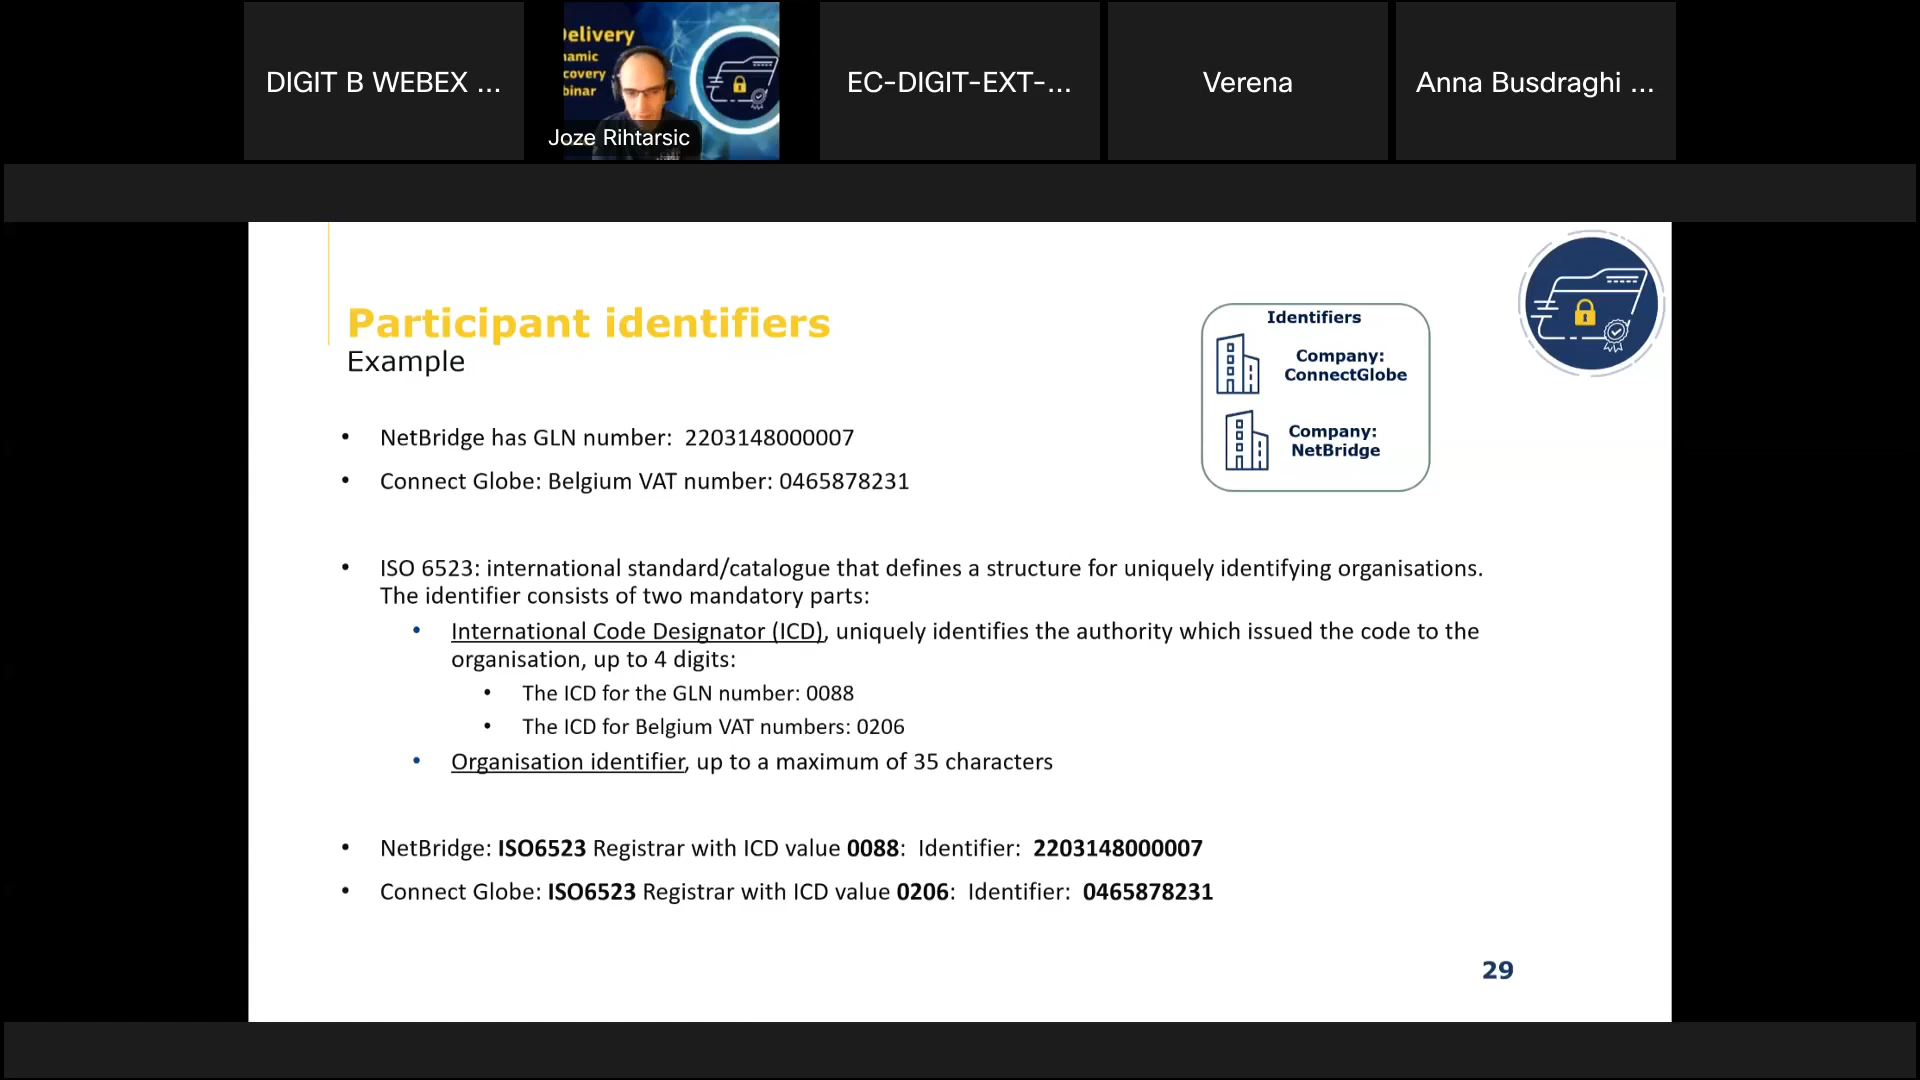 DIGIT B WEBEX ...
Delivery
namic
covery
binar
Joze Rihtarsic
EC-DIGIT-EXT-...
Verena
Anna Busdraghi ...
Participant identifiers
Example
Identifiers
Company:
ConnectGlobe
Company:
NetBridge
• NetBridge has GLN number: 2203148000007
• Connect Globe: Belgium VAT number: 0465878231
• ISO 6523: international standard/catalogue that defines a structure for uniquely identifying organisations.
The identifier consists of two mandatory parts:
• International Code Designator (ICD), uniquely identifies the authority which issued the code to the
organisation, up to 4 digits:
• The ICD for the GLN number: 0088
• The ICD for Belgium VAT numbers: 0206
• Organisation identifier, up to a maximum of 35 characters
• NetBridge: ISO6523 Registrar with ICD value 0088: Identifier: 2203148000007
• Connect Globe: ISO6523 Registrar with ICD value 0206: Identifier: 0465878231
29